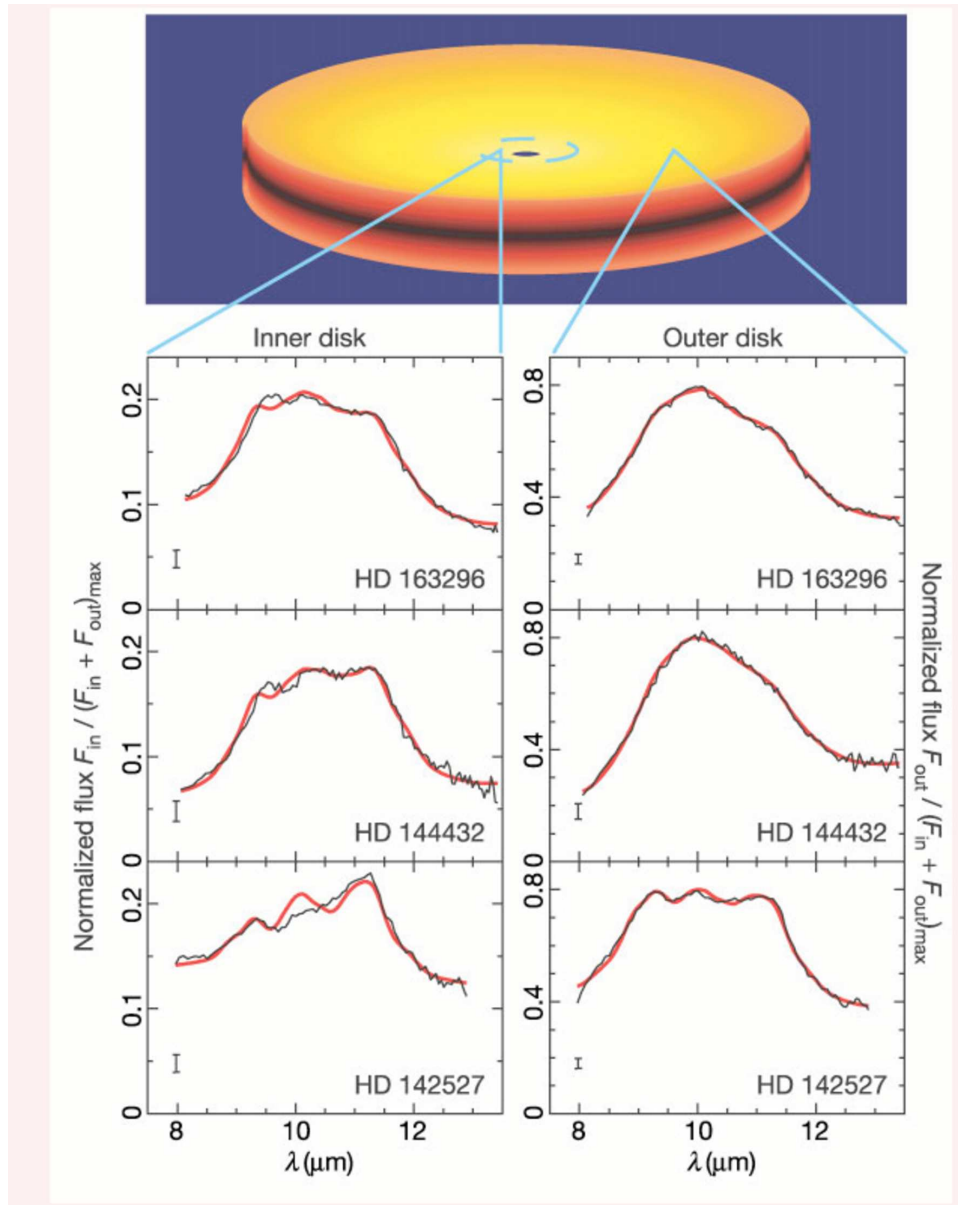 Inner disk
Outer disk
Normalized flux F_in / (F_in + F_out)_max
0.2
0.1
0
HD 163296
0.8
0.4
0
HD 163296
0.2
0.1
0
HD 144432
0.8
0.4
0
HD 144432
0.2
0.1
0
HD 142527
0.8
0.4
0
HD 142527
Normalized flux F_out / (F_in + F_out)_max
8 10 12
λ (μm)
8 10 12
λ (μm)